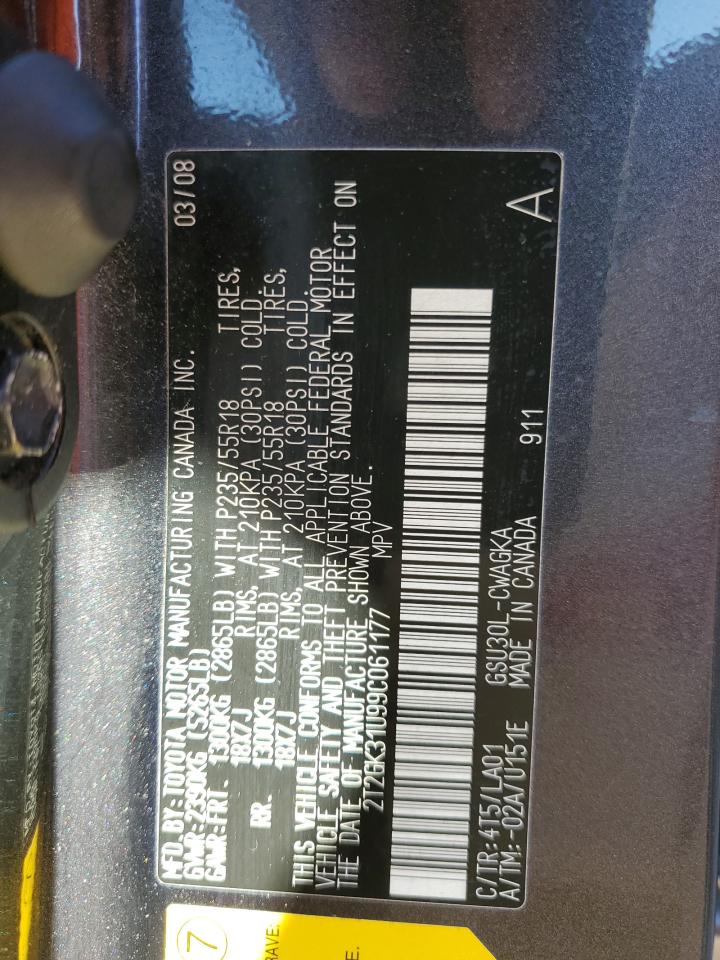 MFD. BY: TOYOTA MOTOR MANUFACTURING CANADA INC. 03/08
GVWR: 2390KG (5265LB)
GAWR: FRT. 1300KG (2865LB) WITH P235/55R18 TIRES,
18X7J RIMS, AT 210KPA (30PSI) COLD.
RR. 1300KG (2865LB) WITH P235/55R18 TIRES,
18X7J RIMS, AT 210KPA (30PSI) COLD.
THIS VEHICLE CONFORMS TO ALL APPLICABLE FEDERAL MOTOR
VEHICLE SAFETY AND THEFT PREVENTION STANDARDS IN EFFECT ON
THE DATE OF MANUFACTURE SHOWN ABOVE.
2T2GK31U99C061177 MPV
C/TR: 4T57LA01 GSU30L-CWAGKA 911 A
A/TM: -02A/U151E MADE IN CANADA
7